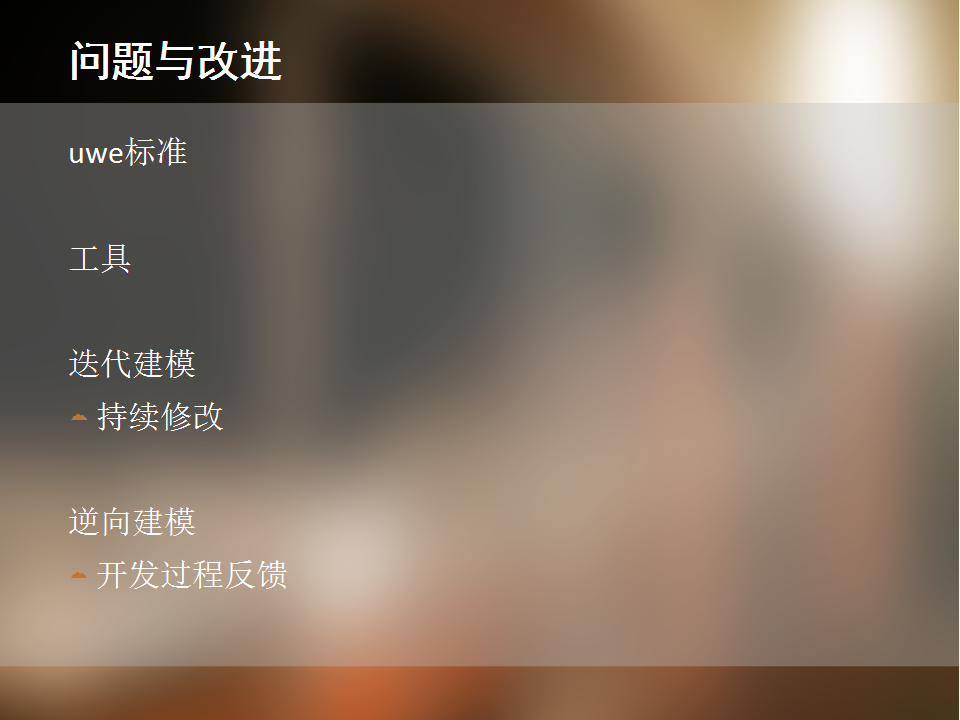 问题与改进
uwe标准
工具
迭代建模
持续修改
逆向建模
开发过程反馈